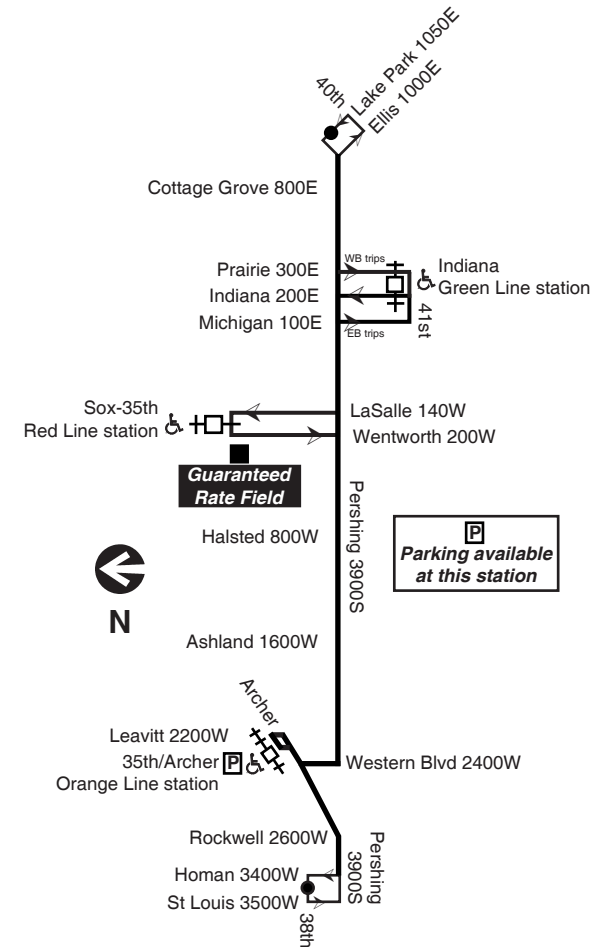 40th
Lake Park 1050E
Ellis 1000E
Cottage Grove 800E
Prairie 300E
WB trips
Indiana
Green Line station
Indiana 200E
Michigan 100E
EB trips
41st
Sox-35th
Red Line station
LaSalle 140W
Wentworth 200W
Guaranteed
Rate Field
Pershing 3900S
Halsted 800W
P
Parking available
at this station
N
Ashland 1600W
Archer
Leavitt 2200W
35th/Archer P
Orange Line station
Western Blvd 2400W
Rockwell 2600W
Pershing
3900S
Homan 3400W
St Louis 3500W
38th